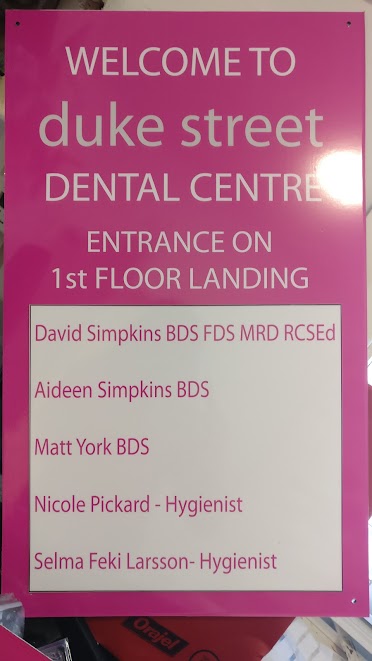 WELCOME TO
duke street
DENTAL CENTRE
ENTRANCE ON
1st FLOOR LANDING
David Simpkins BDS FDS MRD RCSEd
Aideen Simpkins BDS
Matt York BDS
Nicole Pickard - Hygienist
Selma Feki Larsson- Hygienist
Orajel